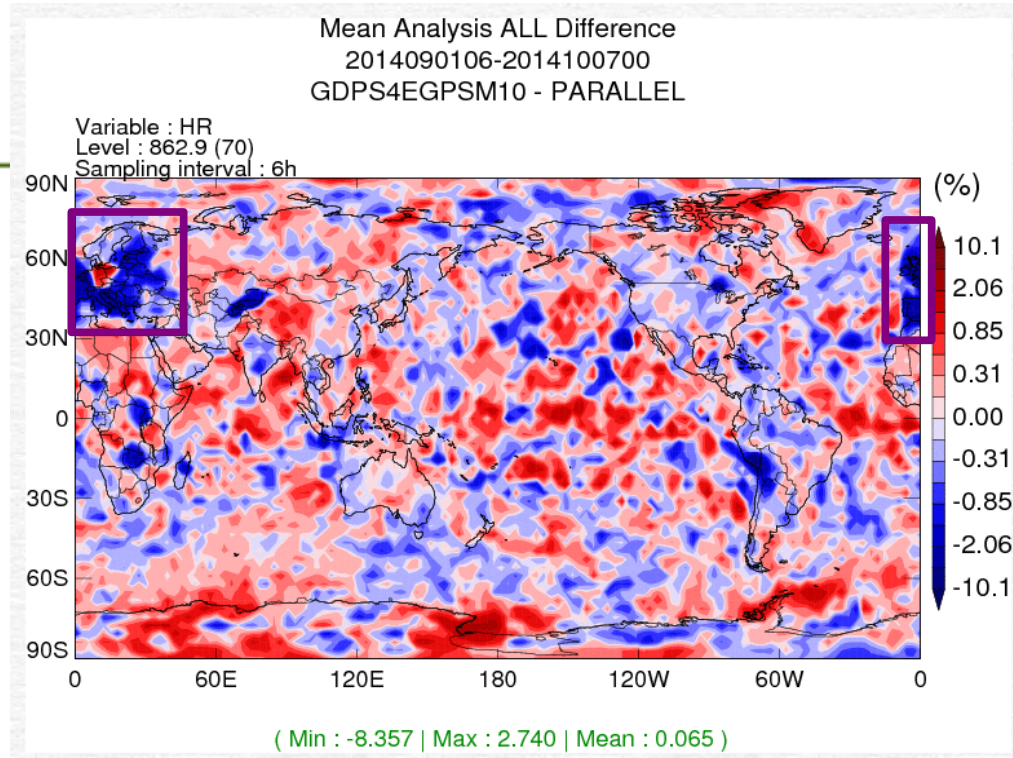 Mean Analysis ALL Difference
2014090106-2014100700
GDPS4EGPSM10 - PARALLEL
Variable : HR
Level : 862.9 (70)
Sampling interval : 6h
(%)
90N
60N
30N
0
30S
60S
90S
0 60E 120E 180 120W 60W 0
10.1
2.06
0.85
0.31
0.00
-0.31
-0.85
-2.06
-10.1
( Min : -8.357 | Max : 2.740 | Mean : 0.065 )